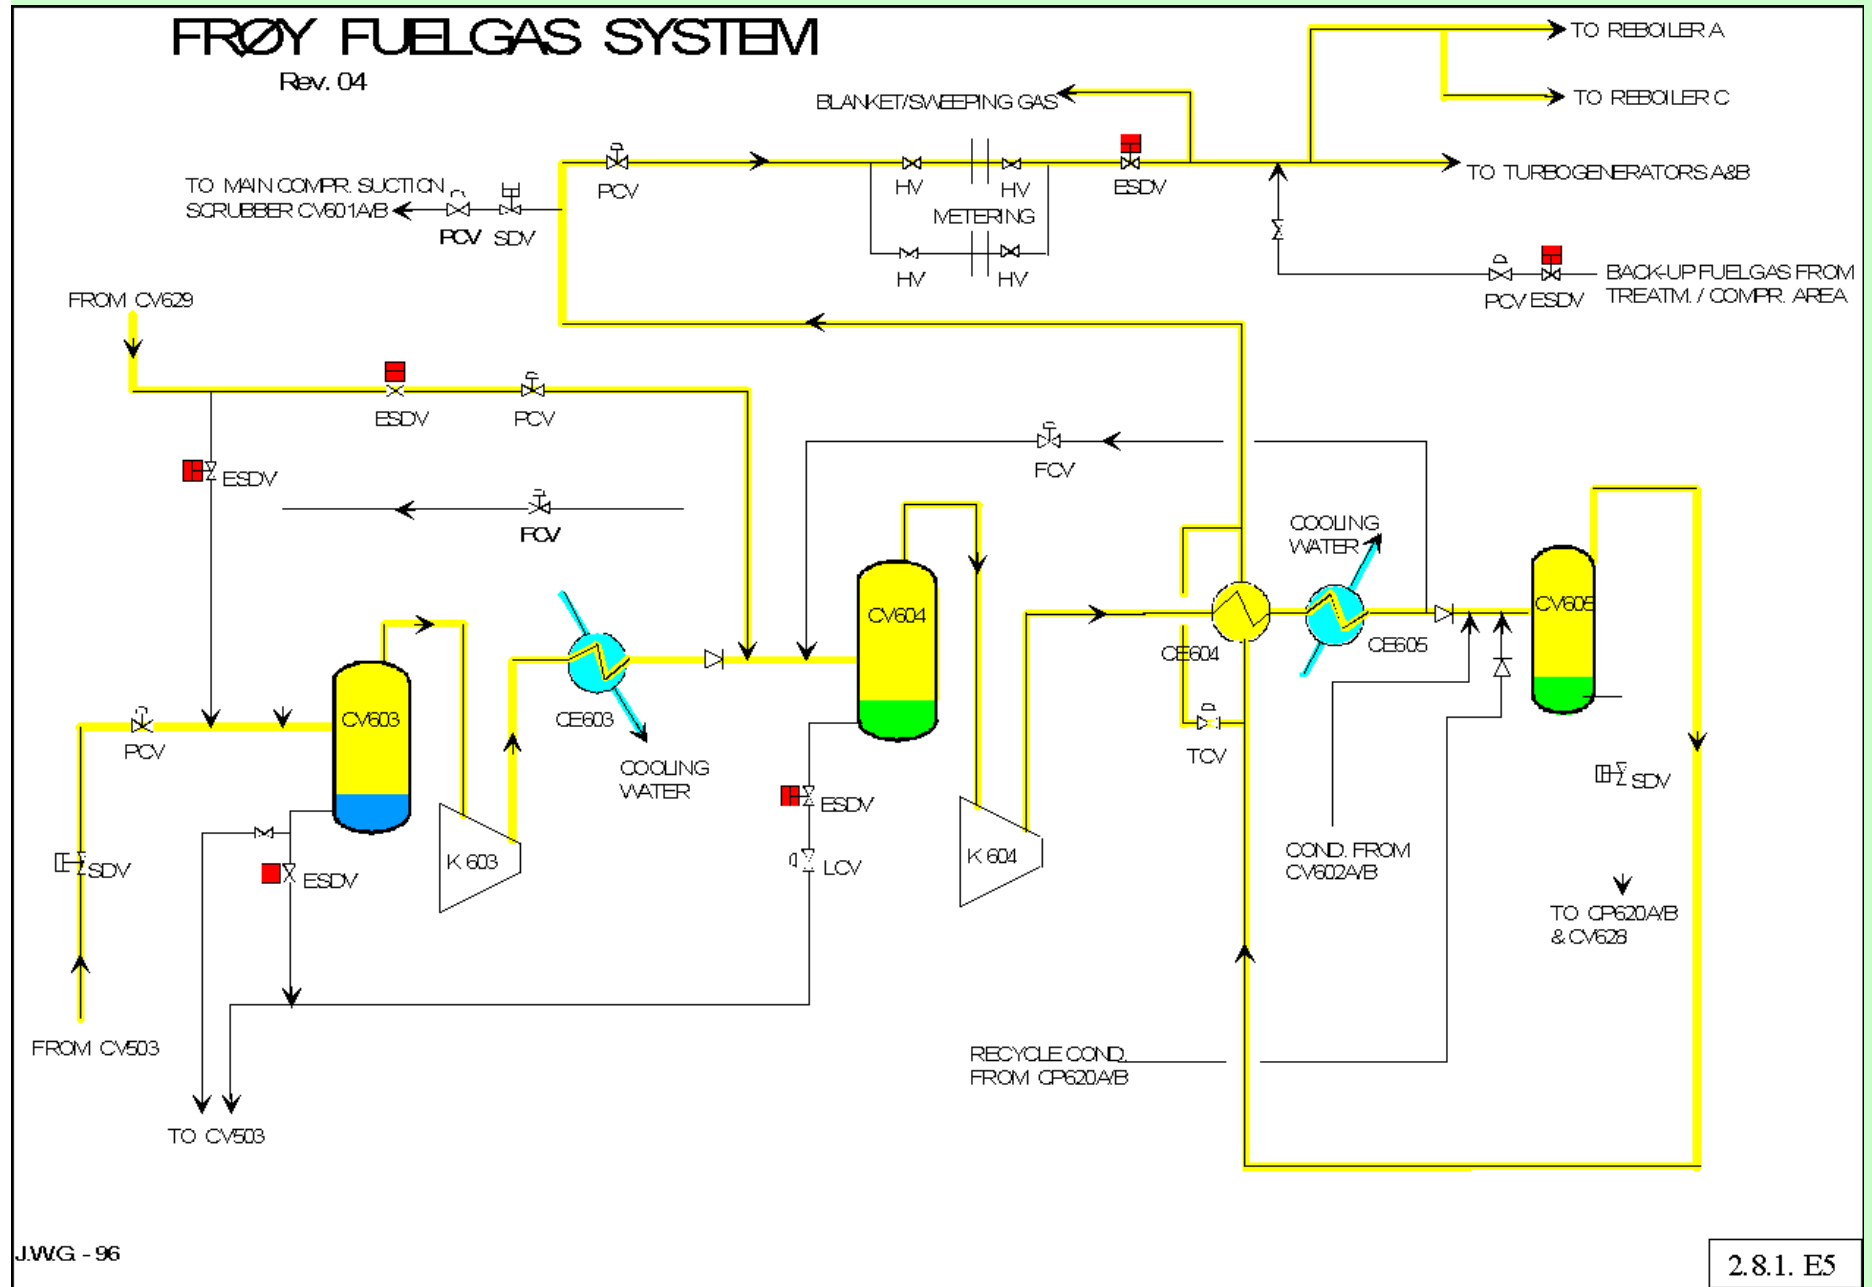 FRØY FUELGAS SYSTEM
Rev. 04
TO REBOILER A
TO REBOILER C
BLANKET/SWEEPING GAS
TO TURBOGENERATORS A&B
TO MAIN COMPR. SUCTION
SCRUBBER CV601A/B
PCV
SDV
PCV
HV
HV
METERING
HV
HV
ESDV
PCV
ESDV
BACK-UP FUELGAS FROM
TREATM. / COMPR. AREA
FROM CV629
ESDV
PCV
ESDV
FCV
FCV
COOLING
WATER
CV603
CV604
CV605
CE603
CE604
CE605
PCV
COOLING
WATER
TCV
SDV
ESDV
LCV
K 603
K 604
SDV
ESDV
COND. FROM
CV602A/B
TO CP620A/B
& CV628
FROM CV503
RECYCLE COND.
FROM CP620A/B
TO CV503
J.W.G - 96
2.8.1. E5